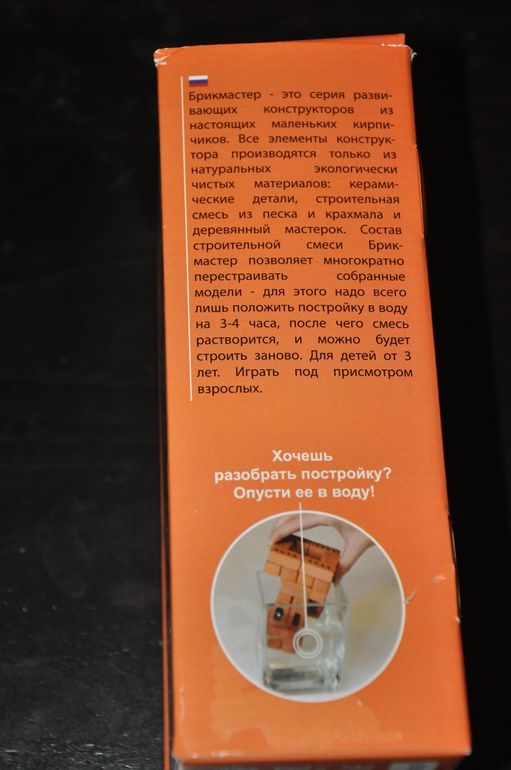 Брикмастер - это серия разви-
вающих конструкторов из
настоящих маленьких кирпи-
чиков. Все элементы конструк-
тора производятся только из
натуральных экологически
чистых материалов: керами-
ческие детали, строительная
смесь из песка и крахмала и
деревянный мастерок. Состав
строительной смеси Брик-
мастер позволяет многократно
перестраивать собранные
модели - для этого надо всего
лишь положить постройку в воду
на 3-4 часа, после чего смесь
растворится, и можно будет
строить заново. Для детей от 3
лет. Играть под присмотром
взрослых.
Хочешь
разобрать постройку?
Опусти ее в воду!